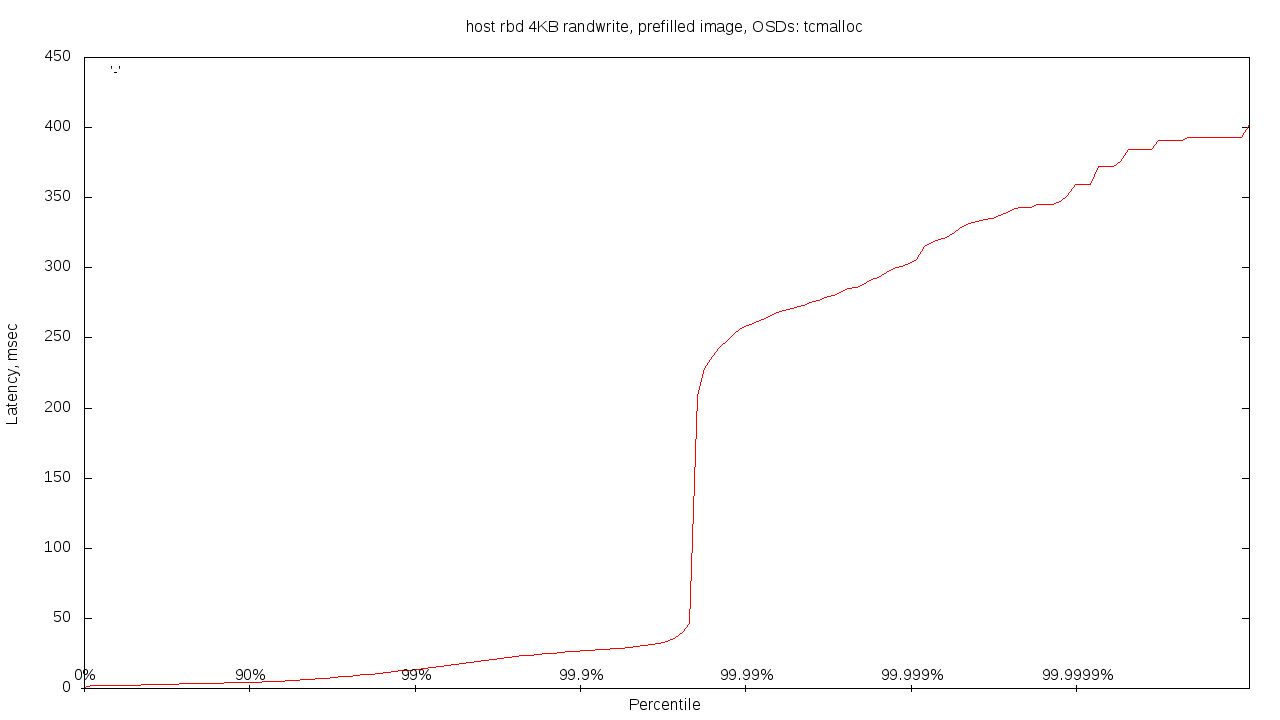 host rbd 4KB randwrite, prefilled image, OSDs: tcmalloc
450
'-'
400
350
300
250
200
150
100
50
0
Latency, msec
0% 90% 99% 99.9% 99.99% 99.999% 99.9999%
Percentile